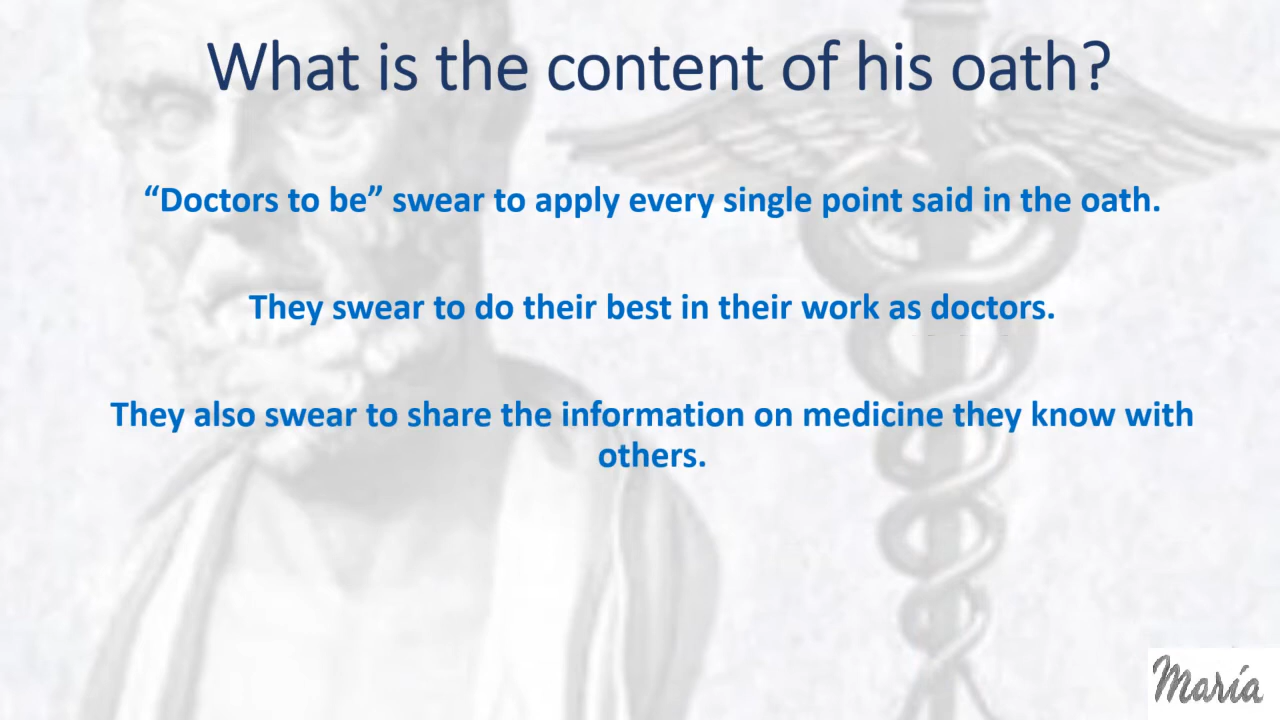 What is the content of his oath?
“Doctors to be” swear to apply every single point said in the oath.
They swear to do their best in their work as doctors.
They also swear to share the information on medicine they know with
others.
María